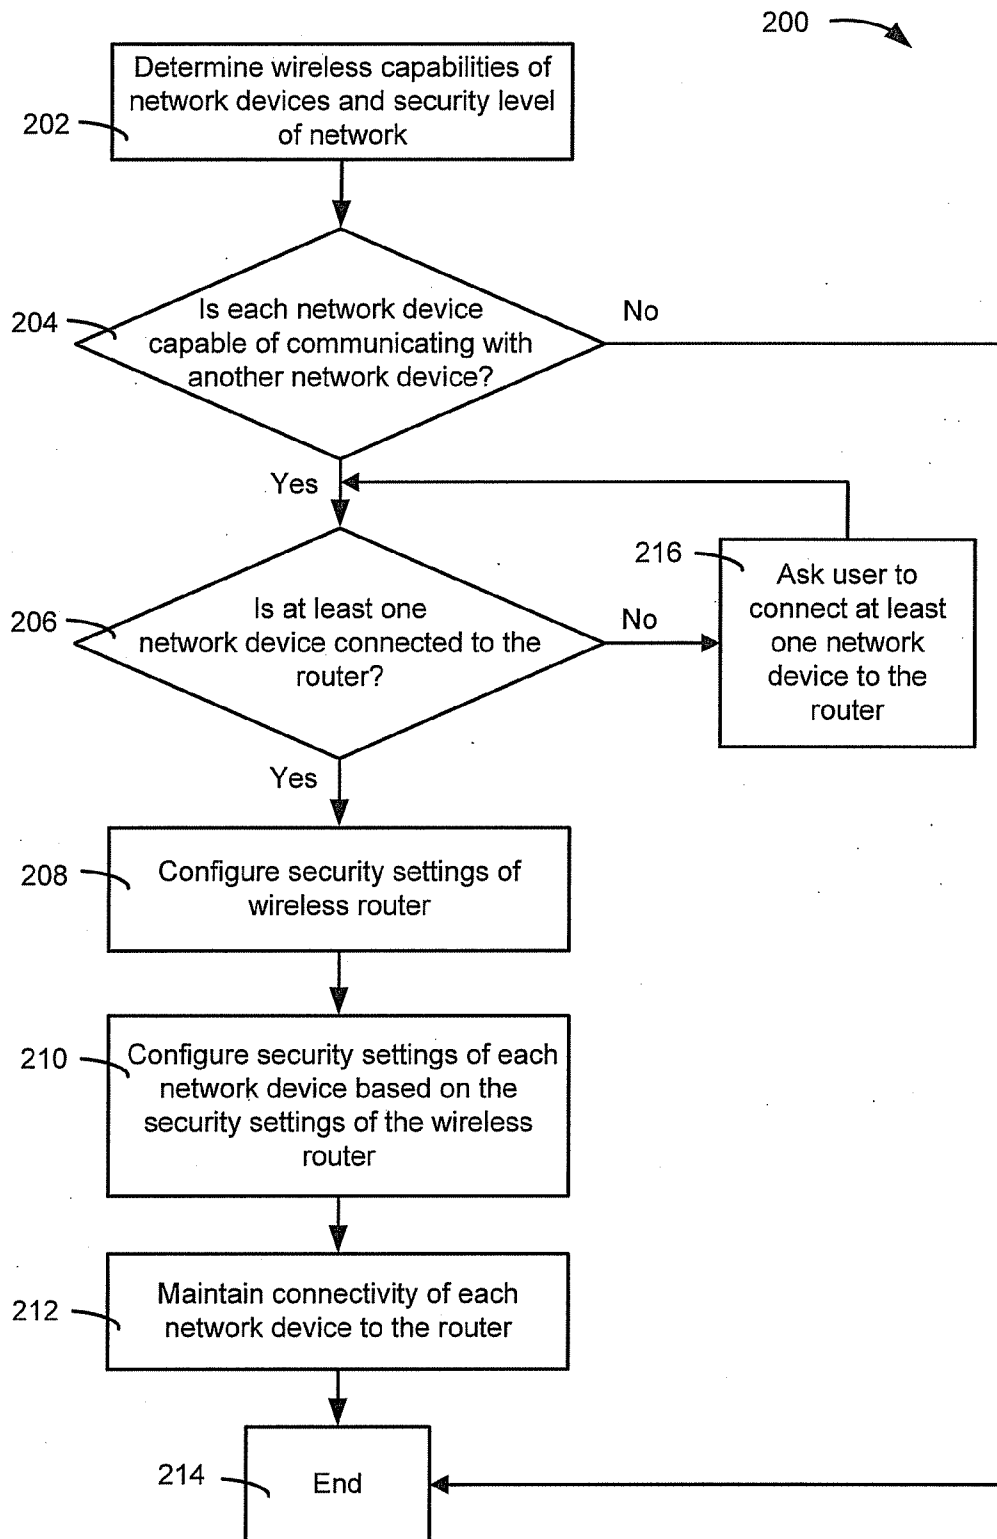 200
Determine wireless capabilities of
network devices and security level
of network
202
Is each network device
capable of communicating with
another network device?
204
No
Yes
216
Ask user to
connect at least
one network
device to the
router
Is at least one
network device connected to the
router?
206
No
Yes
208
Configure security settings of
wireless router
210
Configure security settings of each
network device based on the
security settings of the wireless
router
212
Maintain connectivity of each
network device to the router
214
End